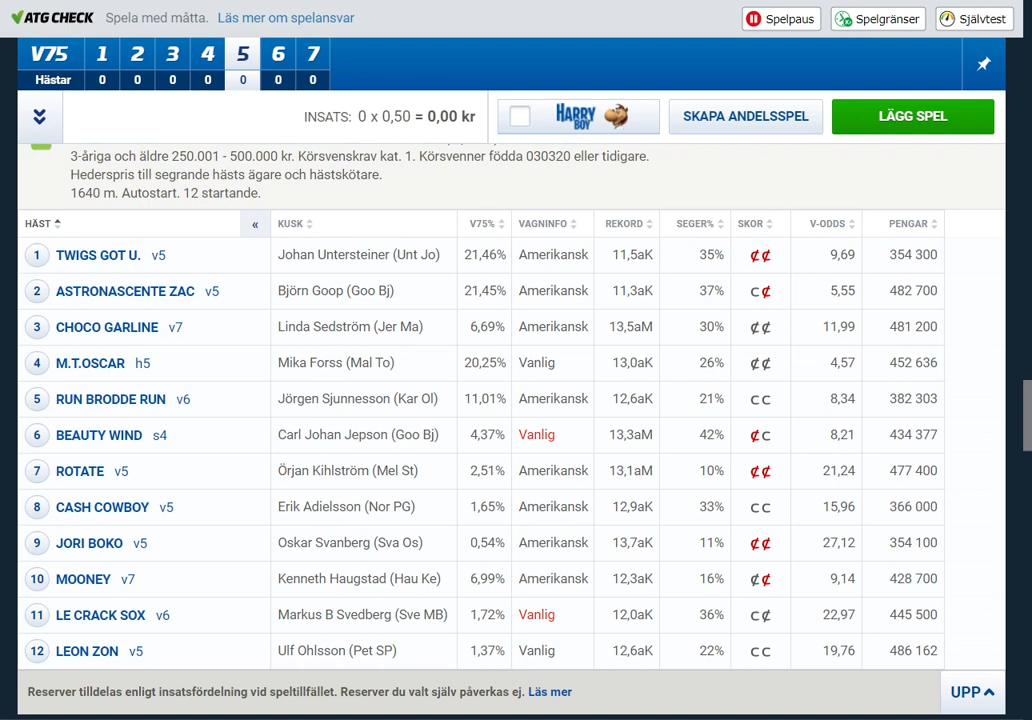 ATG CHECK Spela med måtta. Läs mer om spelansvar Spelpaus Spelgränser Självtest
V75 1 2 3 4 5 6 7
Hästar 0 0 0 0 0 0 0
INSATS: 0 x 0,50 = 0,00 kr HARRY BOY SKAPA ANDELSSPEL LÄGG SPEL
3-åriga och äldre 250.001 - 500.000 kr. Körsvenskrav kat. 1. Körsvenner födda 030320 eller tidigare.
Hederspris till segrande hästs ägare och hästskötare.
1640 m. Autostart. 12 startande.
HÄST « KUSK V75% VAGNINFO REKORD SEGER% SKOR V-ODDS PENGAR
1 TWIGS GOT U. v5 Johan Untersteiner (Unt Jo) 21,46% Amerikansk 11,5aK 35% ȼ ȼ 9,69 354 300
2 ASTRONASCENTE ZAC v5 Björn Goop (Goo Bj) 21,45% Amerikansk 11,3aK 37% c ȼ 5,55 482 700
3 CHOCO GARLINE v7 Linda Sedström (Jer Ma) 6,69% Amerikansk 13,5aM 30% ȼ ȼ 11,99 481 200
4 M.T.OSCAR h5 Mika Forss (Mal To) 20,25% Vanlig 13,0aK 26% ȼ ȼ 4,57 452 636
5 RUN BRODDE RUN v6 Jörgen Sjunnesson (Kar Ol) 11,01% Amerikansk 12,6aK 21% c c 8,34 382 303
6 BEAUTY WIND s4 Carl Johan Jepson (Goo Bj) 4,37% Vanlig 13,3aM 42% ȼ c 8,21 434 377
7 ROTATE v5 Örjan Kihlström (Mel St) 2,51% Amerikansk 13,1aM 10% ȼ ȼ 21,24 477 400
8 CASH COWBOY v5 Erik Adielsson (Nor PG) 1,65% Amerikansk 12,9aK 33% c c 15,96 366 000
9 JORI BOKO v5 Oskar Svanberg (Sva Os) 0,54% Amerikansk 13,7aK 11% ȼ ȼ 27,12 354 100
10 MOONEY v7 Kenneth Haugstad (Hau Ke) 6,99% Amerikansk 12,3aK 16% ȼ ȼ 9,14 428 700
11 LE CRACK SOX v6 Markus B Svedberg (Sve MB) 1,72% Vanlig 12,0aK 36% c ȼ 22,97 445 500
12 LEON ZON v5 Ulf Ohlsson (Pet SP) 1,37% Vanlig 12,6aK 22% c c 19,76 486 162
Reserver tilldelas enligt insatsfördelning vid speltillfället. Reserver du valt själv påverkas ej. Läs mer UPP